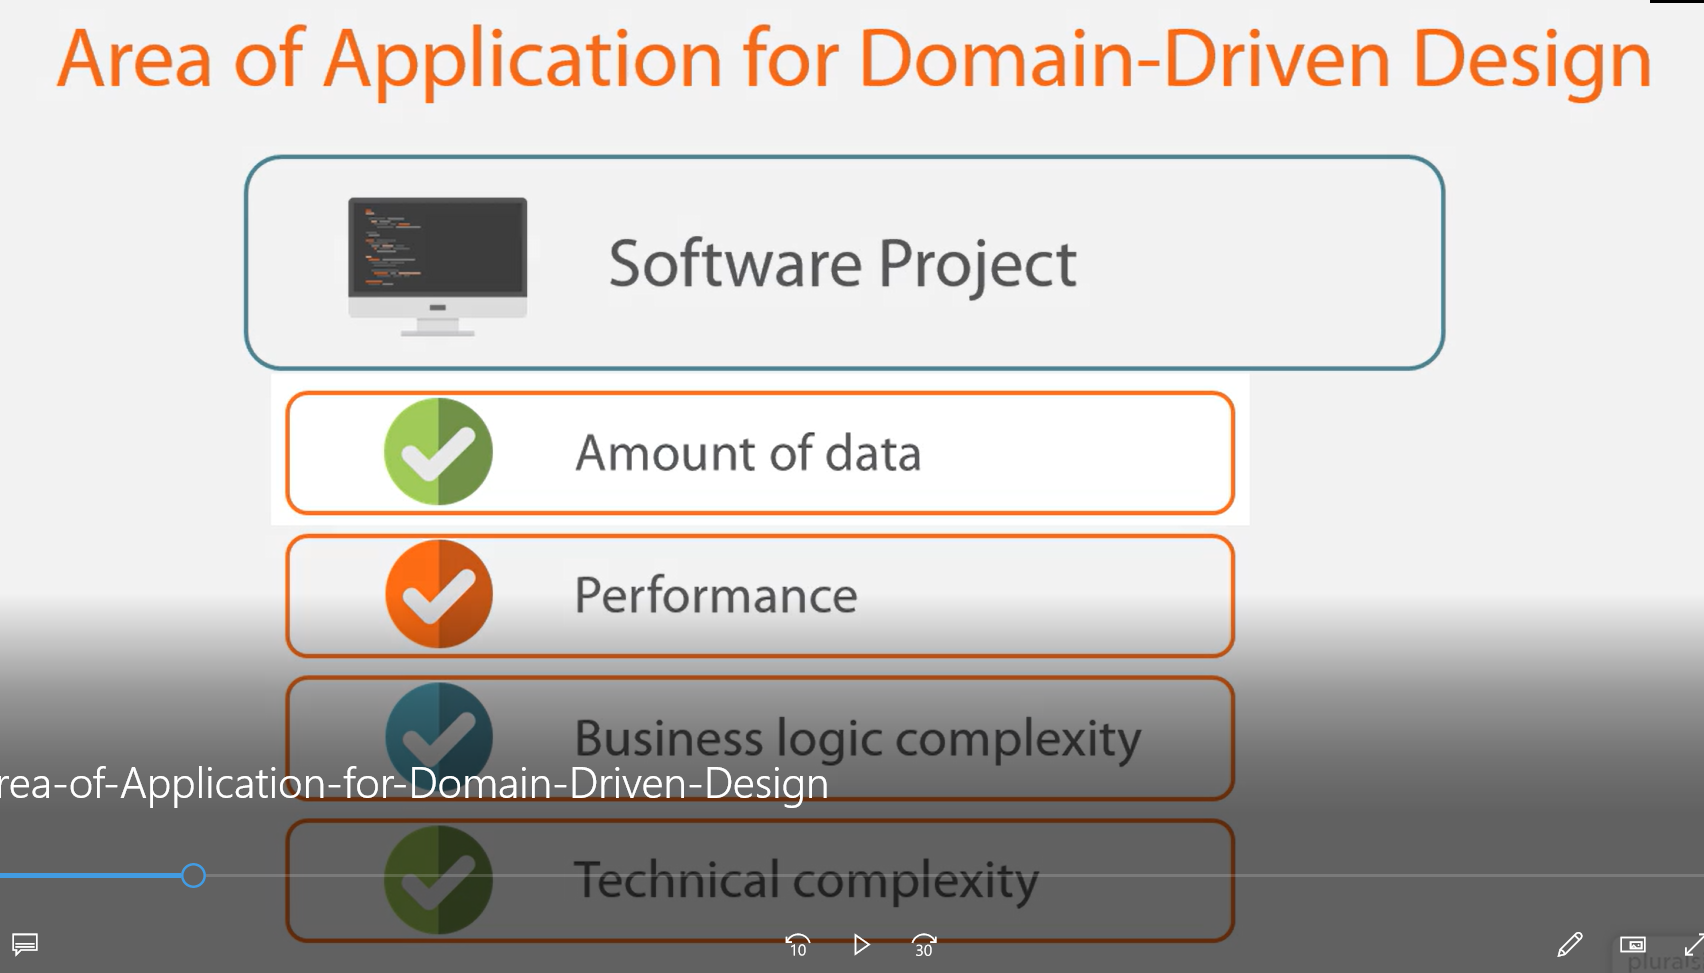 Area of Application for Domain-Driven Design
Software Project
Amount of data
Performance
Business logic complexity
rea-of-Application-for-Domain-Driven-Design
Technical complexity
10
30
plurals